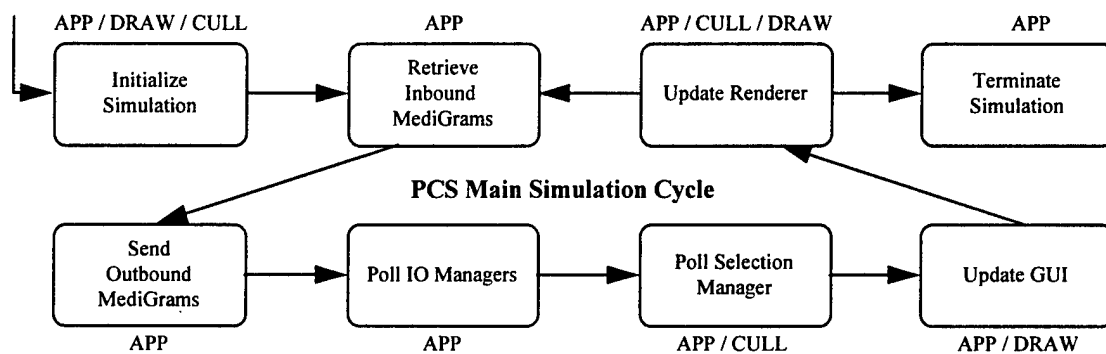 APP / DRAW / CULL
APP
APP / CULL / DRAW
APP
Initialize
Simulation
Retrieve
Inbound
MediGrams
Update Renderer
Terminate
Simulation
PCS Main Simulation Cycle
Send
Outbound
MediGrams
Poll IO Managers
Poll Selection
Manager
Update GUI
APP
APP
APP / CULL
APP / DRAW